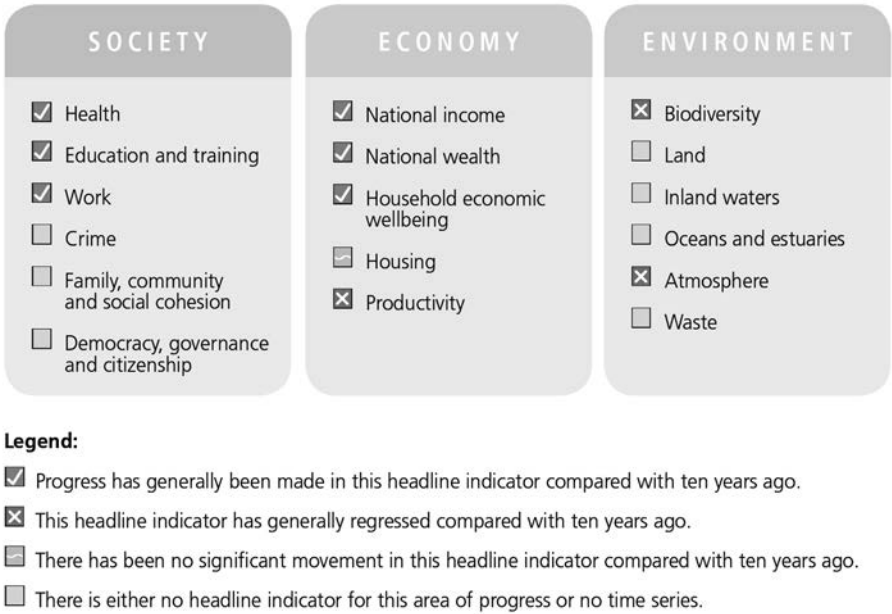 SOCIETY
Health
Education and training
Work
Crime
Family, community
and social cohesion
Democracy, governance
and citizenship
ECONOMY
National income
National wealth
Household economic
wellbeing
Housing
Productivity
ENVIRONMENT
Biodiversity
Land
Inland waters
Oceans and estuaries
Atmosphere
Waste
Legend:
Progress has generally been made in this headline indicator compared with ten years ago.
This headline indicator has generally regressed compared with ten years ago.
There has been no significant movement in this headline indicator compared with ten years ago.
There is either no headline indicator for this area of progress or no time series.